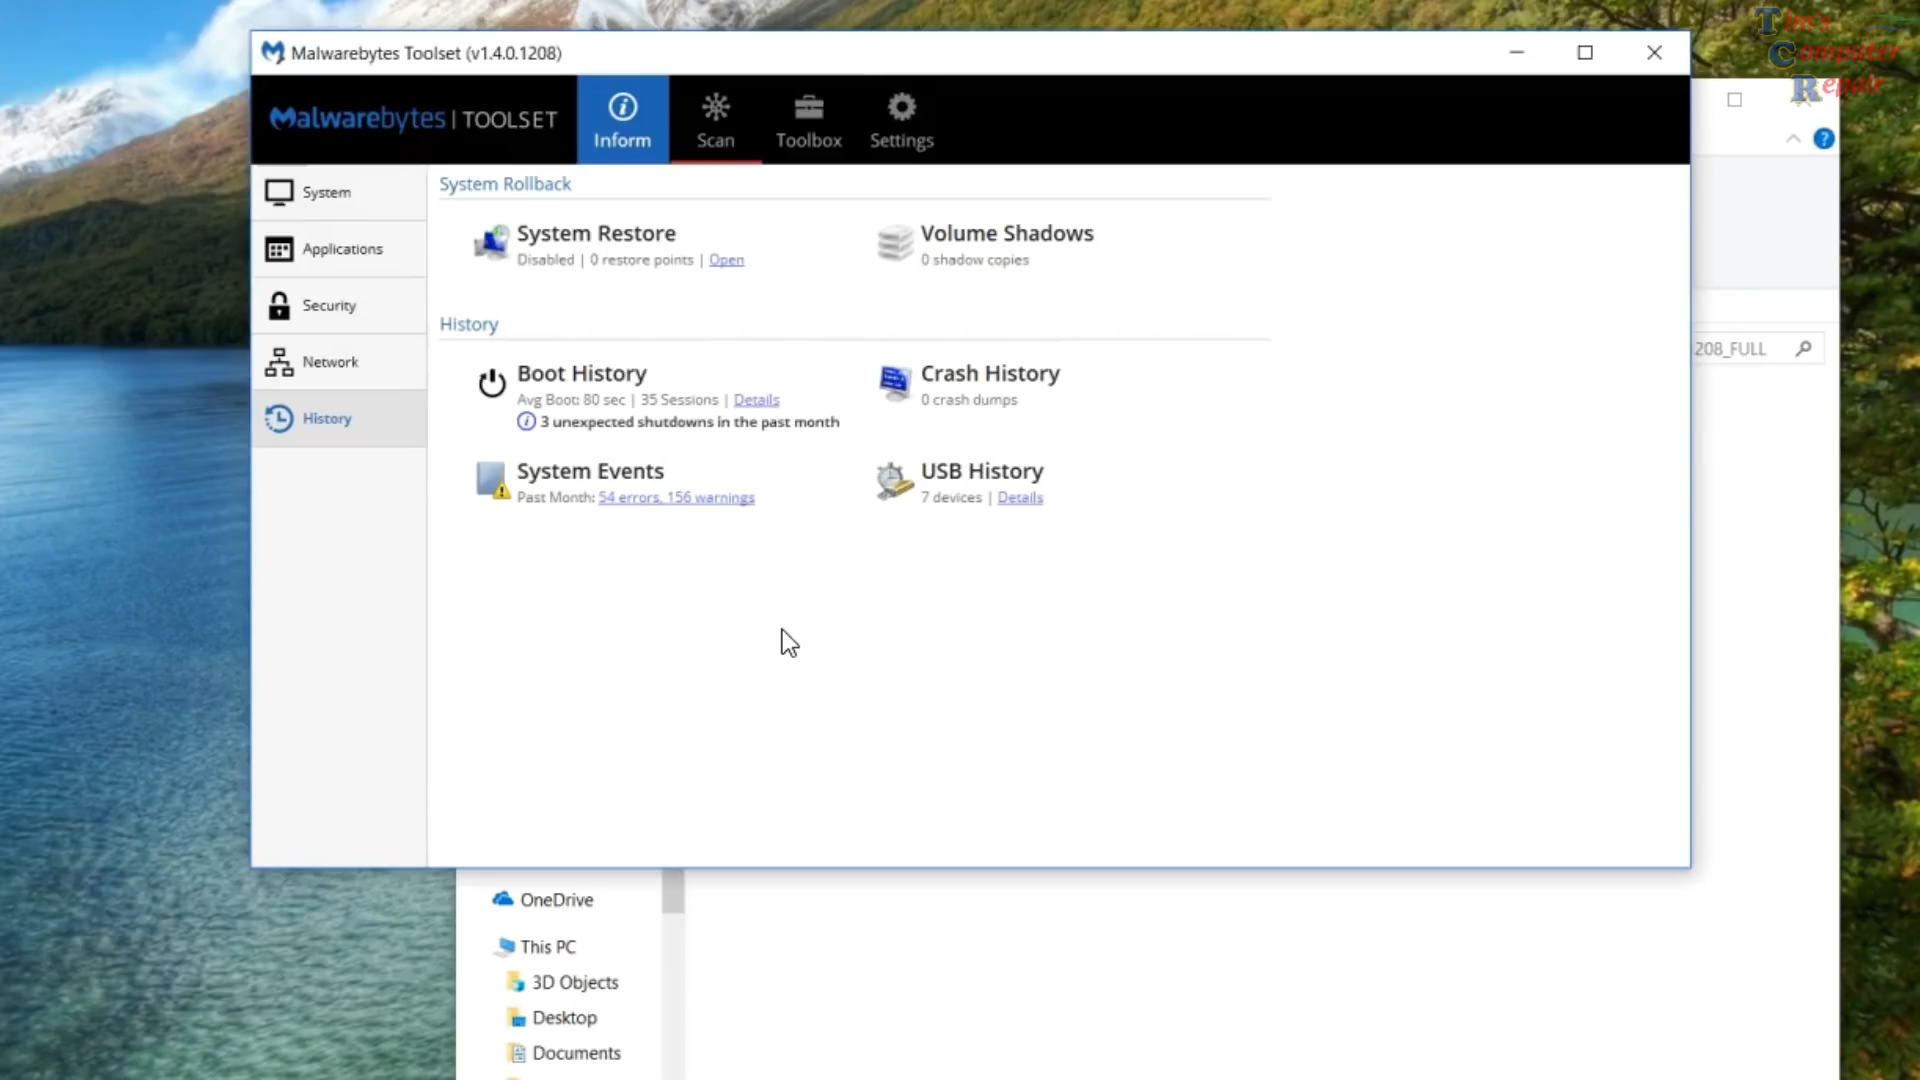 Tim's
Computer
Repair
Malwarebytes Toolset (v1.4.0.1208)
Malwarebytes | TOOLSET
Inform
Scan
Toolbox
Settings
System
Applications
Security
Network
History
System Rollback
System Restore
Disabled | 0 restore points | Open
Volume Shadows
0 shadow copies
History
Boot History
Avg Boot: 80 sec | 35 Sessions | Details
3 unexpected shutdowns in the past month
Crash History
0 crash dumps
System Events
Past Month: 54 errors, 156 warnings
USB History
7 devices | Details
208_FULL
OneDrive
This PC
3D Objects
Desktop
Documents